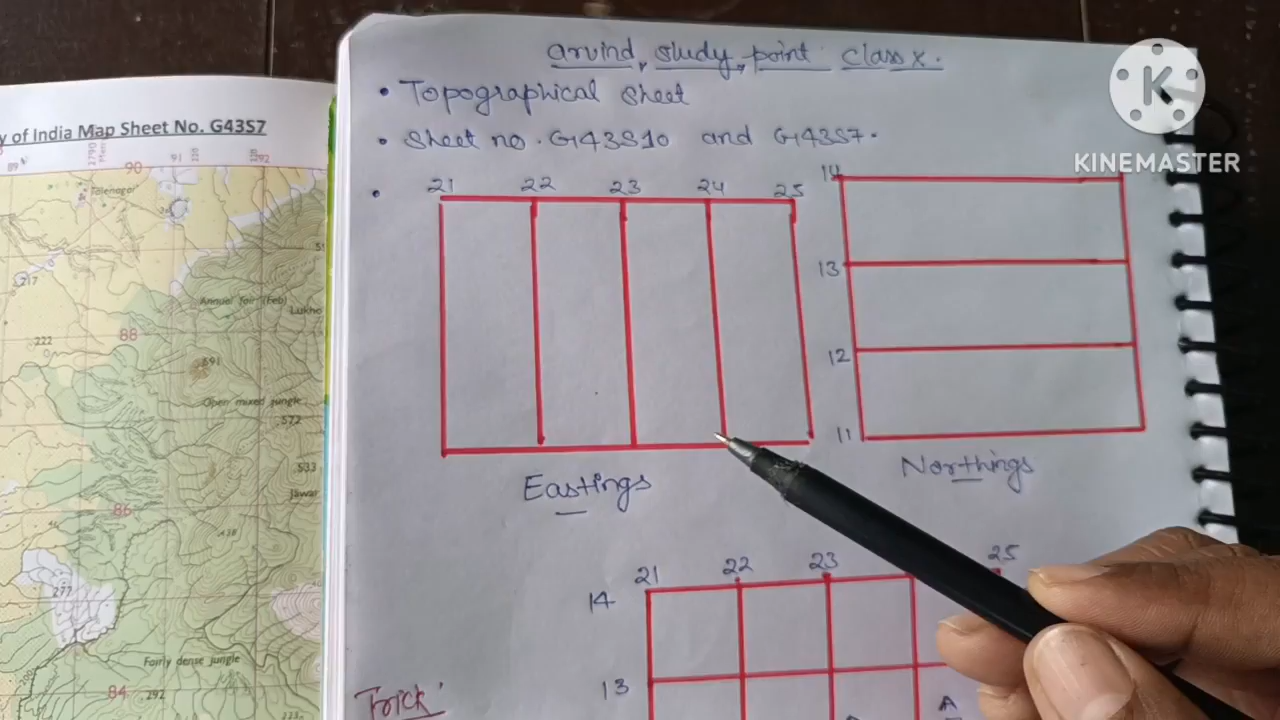 arvind study point class X.
• Topographical Sheet
• Sheet no. G43S10 and G43S7.
21 22 23 24 25
14
13
12
11
Eastings
Northings
21 22 23 25
14
13
A
Trick
y of India Map Sheet No. G43S7
89 91 92
90
Talenagar
217
Annual fair (Feb)
Lukho
88
222
591
Open mixed jungle
572
533
Jawar
86
277
Fairly dense jungle
84
292
KINEMASTER